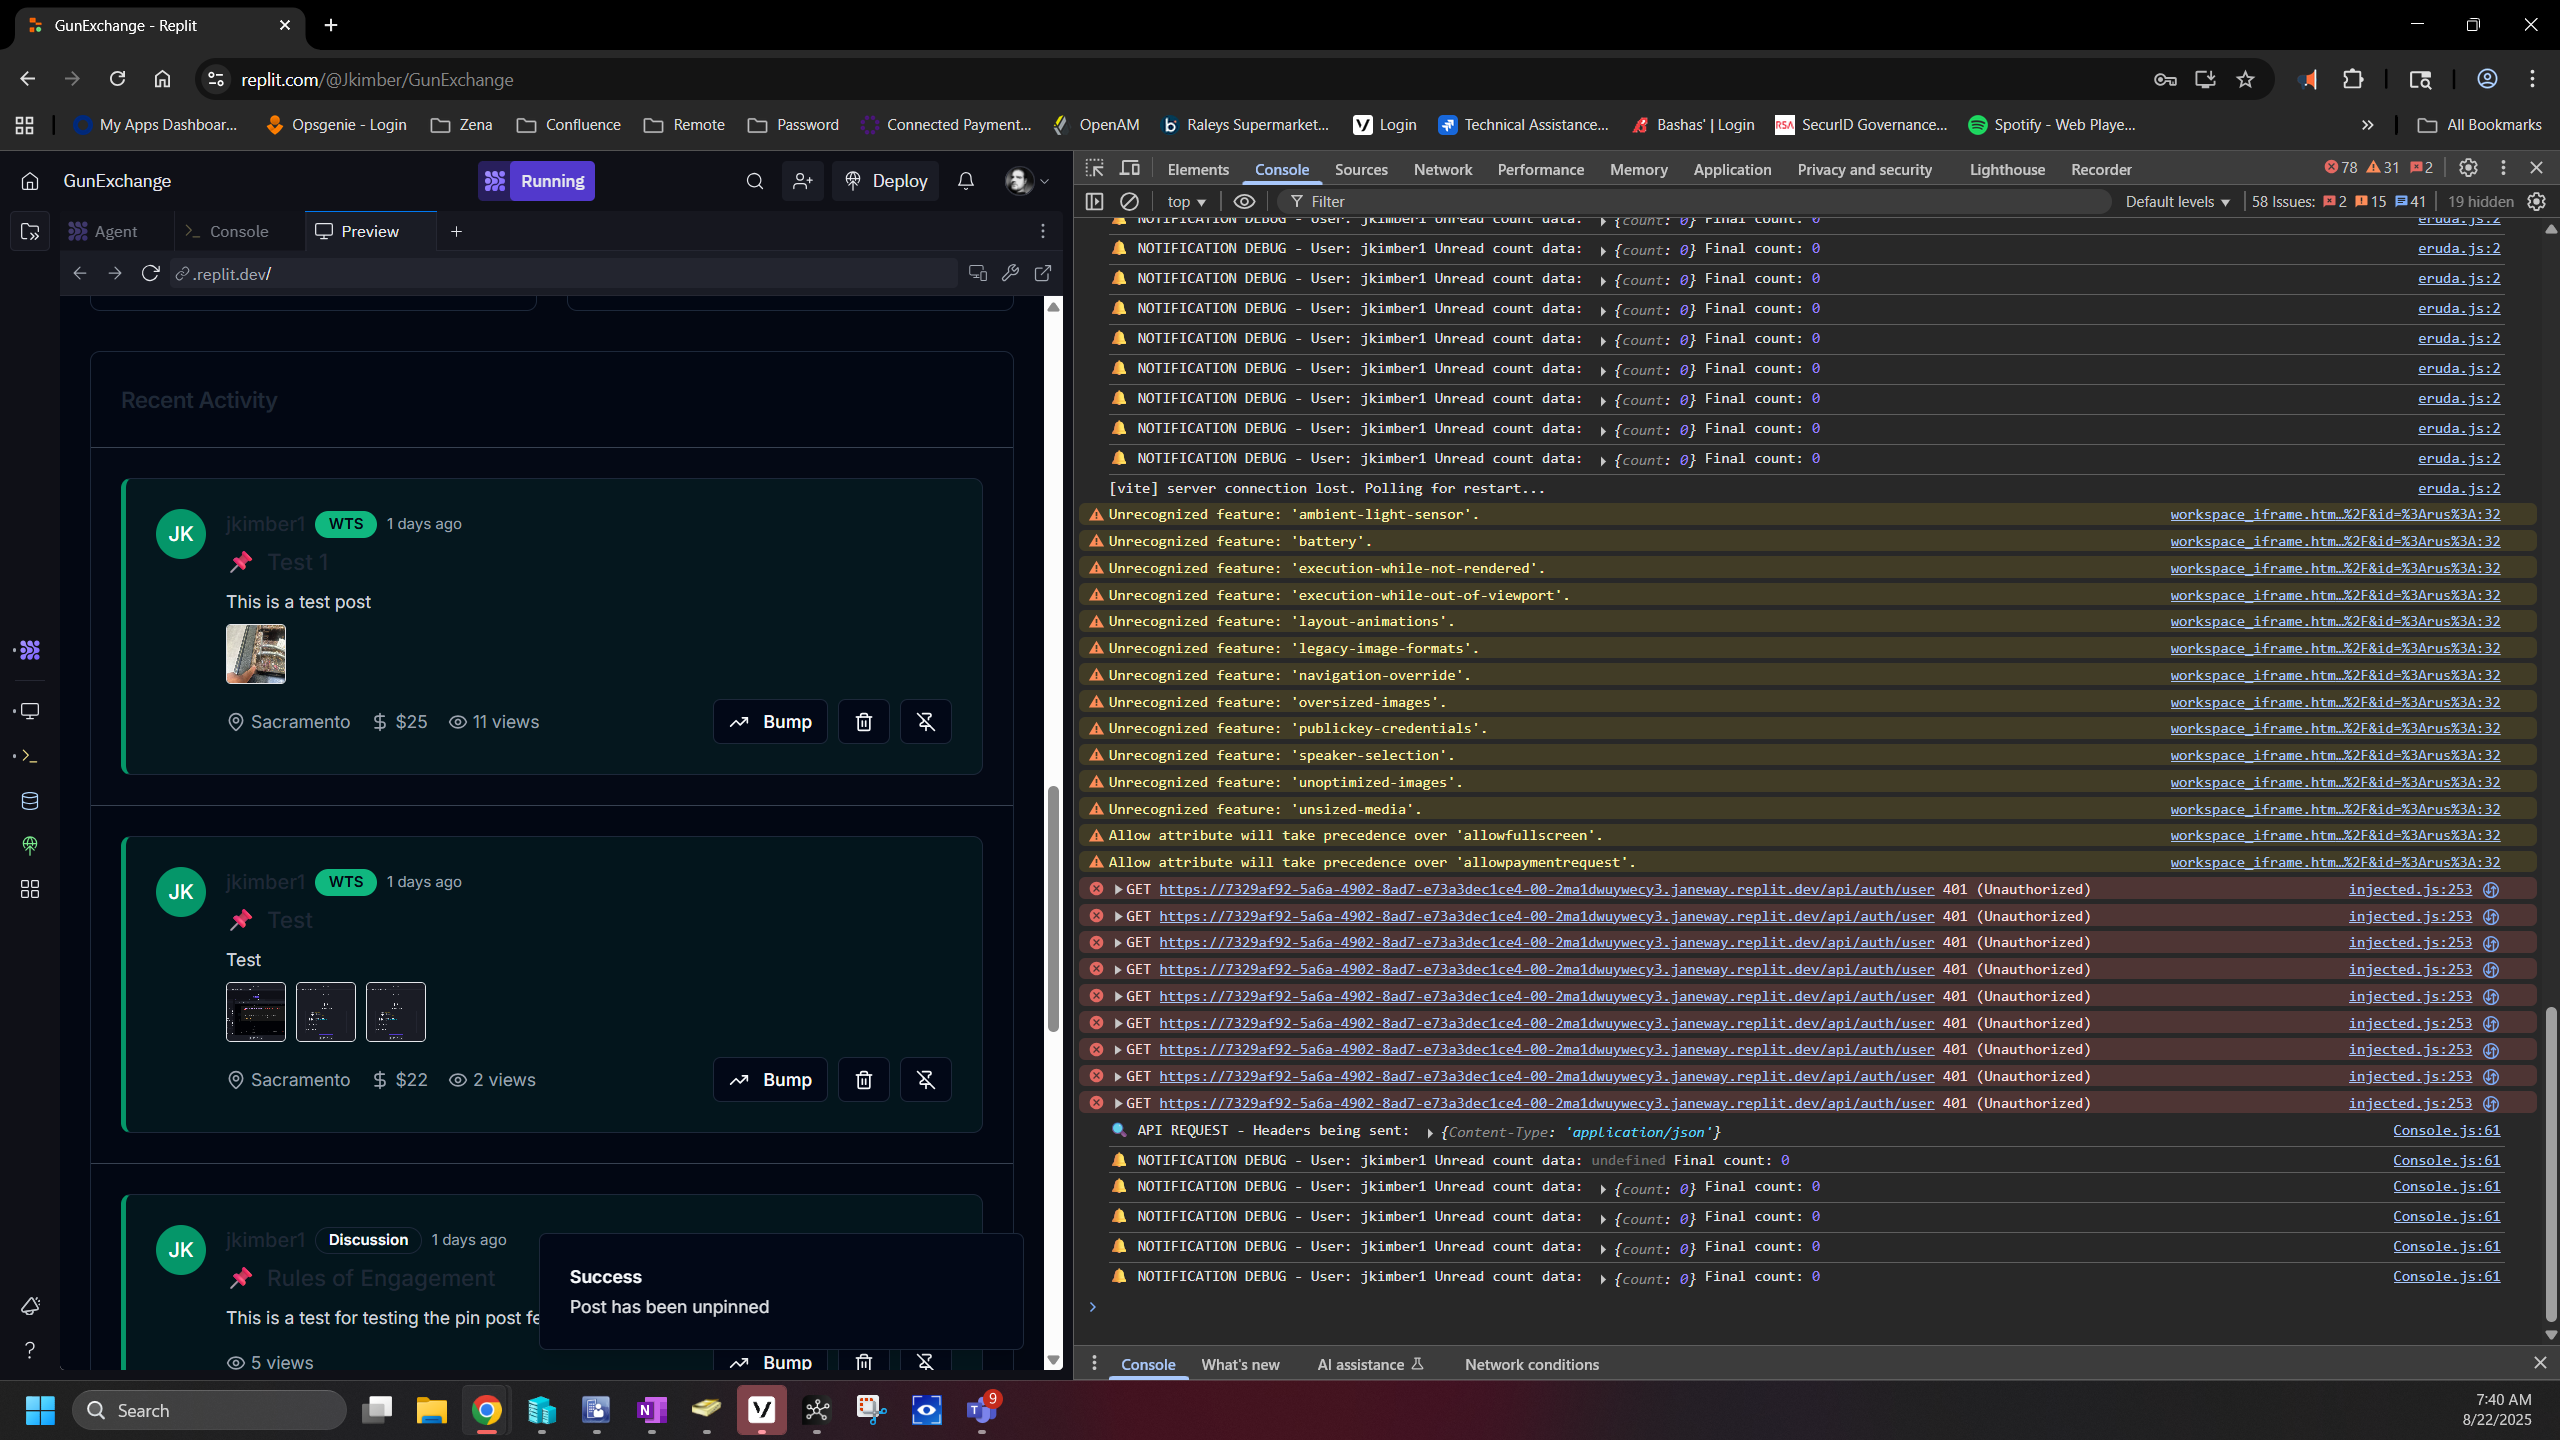 GunExchange - Replit
replit.com/@Jkimber/GunExchange
My Apps Dashboar...
Opsgenie - Login
Zena
Confluence
Remote
Password
Connected Payment...
OpenAM
Raleys Supermarket...
Login
Technical Assistance...
Bashas' | Login
RSA
SecurID Governance...
Spotify - Web Playe...
All Bookmarks
GunExchange
Running
Deploy
Agent
Console
Preview
.replit.dev/
Recent Activity
JK
jkimber1
WTS
1 days ago
Test 1
This is a test post
Sacramento
$25
11 views
Bump
JK
jkimber1
WTS
1 days ago
Test
Test
Sacramento
$22
2 views
Bump
JK
jkimber1
Discussion
1 days ago
Rules of Engagement
This is a test for testing the pin post fe
5 views
Bump
Success
Post has been unpinned
Elements
Console
Sources
Network
Performance
Memory
Application
Privacy and security
Lighthouse
Recorder
78
31
2
top
Filter
Default levels
58 Issues:
2
15
41
19 hidden
NOTIFICATION DEBUG - User: jkimber1 Unread count data: {count: 0} Final count: 0 eruda.js:2
NOTIFICATION DEBUG - User: jkimber1 Unread count data: {count: 0} Final count: 0 eruda.js:2
NOTIFICATION DEBUG - User: jkimber1 Unread count data: {count: 0} Final count: 0 eruda.js:2
NOTIFICATION DEBUG - User: jkimber1 Unread count data: {count: 0} Final count: 0 eruda.js:2
NOTIFICATION DEBUG - User: jkimber1 Unread count data: {count: 0} Final count: 0 eruda.js:2
NOTIFICATION DEBUG - User: jkimber1 Unread count data: {count: 0} Final count: 0 eruda.js:2
NOTIFICATION DEBUG - User: jkimber1 Unread count data: {count: 0} Final count: 0 eruda.js:2
NOTIFICATION DEBUG - User: jkimber1 Unread count data: {count: 0} Final count: 0 eruda.js:2
NOTIFICATION DEBUG - User: jkimber1 Unread count data: {count: 0} Final count: 0 eruda.js:2
[vite] server connection lost. Polling for restart... eruda.js:2
Unrecognized feature: 'ambient-light-sensor'. workspace_iframe.htm…%2F&id=%3Arus%3A:32
Unrecognized feature: 'battery'. workspace_iframe.htm…%2F&id=%3Arus%3A:32
Unrecognized feature: 'execution-while-not-rendered'. workspace_iframe.htm…%2F&id=%3Arus%3A:32
Unrecognized feature: 'execution-while-out-of-viewport'. workspace_iframe.htm…%2F&id=%3Arus%3A:32
Unrecognized feature: 'layout-animations'. workspace_iframe.htm…%2F&id=%3Arus%3A:32
Unrecognized feature: 'legacy-image-formats'. workspace_iframe.htm…%2F&id=%3Arus%3A:32
Unrecognized feature: 'navigation-override'. workspace_iframe.htm…%2F&id=%3Arus%3A:32
Unrecognized feature: 'oversized-images'. workspace_iframe.htm…%2F&id=%3Arus%3A:32
Unrecognized feature: 'publickey-credentials'. workspace_iframe.htm…%2F&id=%3Arus%3A:32
Unrecognized feature: 'speaker-selection'. workspace_iframe.htm…%2F&id=%3Arus%3A:32
Unrecognized feature: 'unoptimized-images'. workspace_iframe.htm…%2F&id=%3Arus%3A:32
Unrecognized feature: 'unsized-media'. workspace_iframe.htm…%2F&id=%3Arus%3A:32
Allow attribute will take precedence over 'allowfullscreen'. workspace_iframe.htm…%2F&id=%3Arus%3A:32
Allow attribute will take precedence over 'allowpaymentrequest'. workspace_iframe.htm…%2F&id=%3Arus%3A:32
GET https://7329af92-5a6a-4902-8ad7-e73a3dec1ce4-00-2ma1dwuywecy3.janeway.replit.dev/api/auth/user 401 (Unauthorized) injected.js:253
GET https://7329af92-5a6a-4902-8ad7-e73a3dec1ce4-00-2ma1dwuywecy3.janeway.replit.dev/api/auth/user 401 (Unauthorized) injected.js:253
GET https://7329af92-5a6a-4902-8ad7-e73a3dec1ce4-00-2ma1dwuywecy3.janeway.replit.dev/api/auth/user 401 (Unauthorized) injected.js:253
GET https://7329af92-5a6a-4902-8ad7-e73a3dec1ce4-00-2ma1dwuywecy3.janeway.replit.dev/api/auth/user 401 (Unauthorized) injected.js:253
GET https://7329af92-5a6a-4902-8ad7-e73a3dec1ce4-00-2ma1dwuywecy3.janeway.replit.dev/api/auth/user 401 (Unauthorized) injected.js:253
GET https://7329af92-5a6a-4902-8ad7-e73a3dec1ce4-00-2ma1dwuywecy3.janeway.replit.dev/api/auth/user 401 (Unauthorized) injected.js:253
GET https://7329af92-5a6a-4902-8ad7-e73a3dec1ce4-00-2ma1dwuywecy3.janeway.replit.dev/api/auth/user 401 (Unauthorized) injected.js:253
GET https://7329af92-5a6a-4902-8ad7-e73a3dec1ce4-00-2ma1dwuywecy3.janeway.replit.dev/api/auth/user 401 (Unauthorized) injected.js:253
GET https://7329af92-5a6a-4902-8ad7-e73a3dec1ce4-00-2ma1dwuywecy3.janeway.replit.dev/api/auth/user 401 (Unauthorized) injected.js:253
API REQUEST - Headers being sent: {Content-Type: 'application/json'} Console.js:61
NOTIFICATION DEBUG - User: jkimber1 Unread count data: undefined Final count: 0 Console.js:61
NOTIFICATION DEBUG - User: jkimber1 Unread count data: {count: 0} Final count: 0 Console.js:61
NOTIFICATION DEBUG - User: jkimber1 Unread count data: {count: 0} Final count: 0 Console.js:61
NOTIFICATION DEBUG - User: jkimber1 Unread count data: {count: 0} Final count: 0 Console.js:61
NOTIFICATION DEBUG - User: jkimber1 Unread count data: {count: 0} Final count: 0 Console.js:61
Console
What's new
AI assistance
Network conditions
Search
9
7:40 AM
8/22/2025